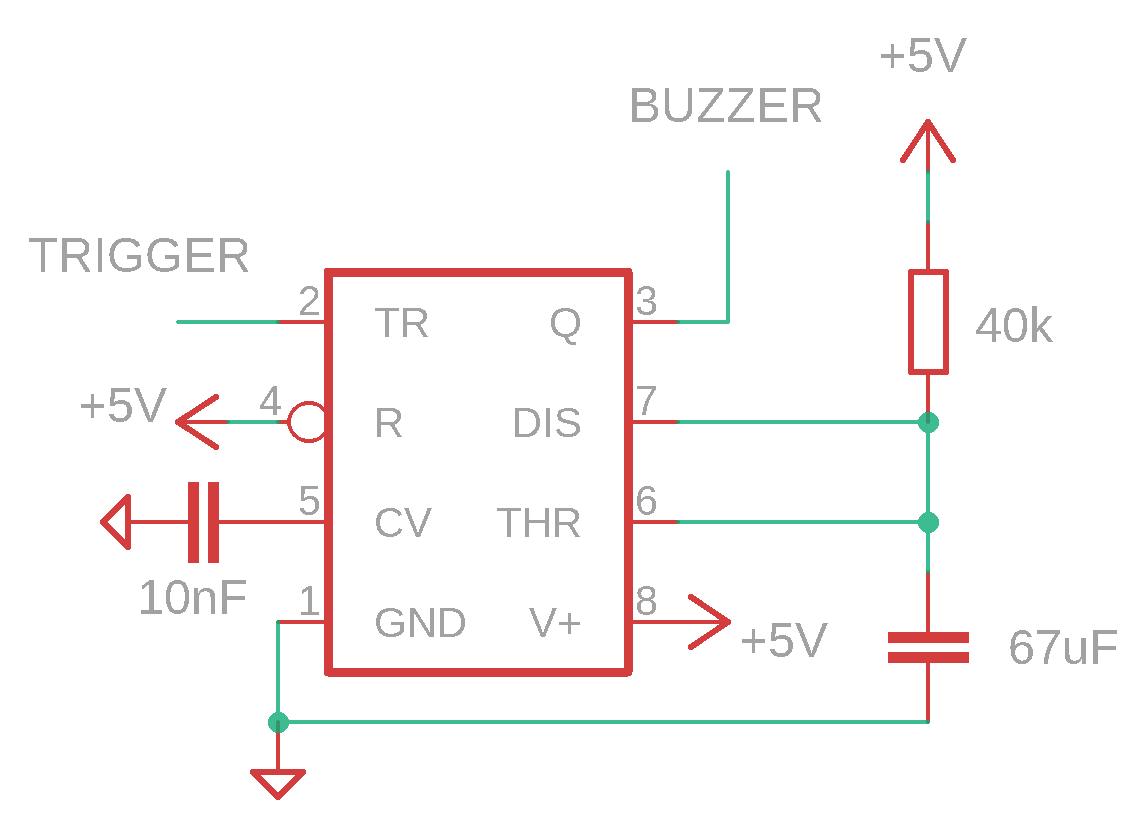 +5V
BUZZER
TRIGGER
2 TR Q 3
40k
+5V 4 R DIS 7
5 CV THR 6
10nF
1 GND V+ 8
+5V
67uF